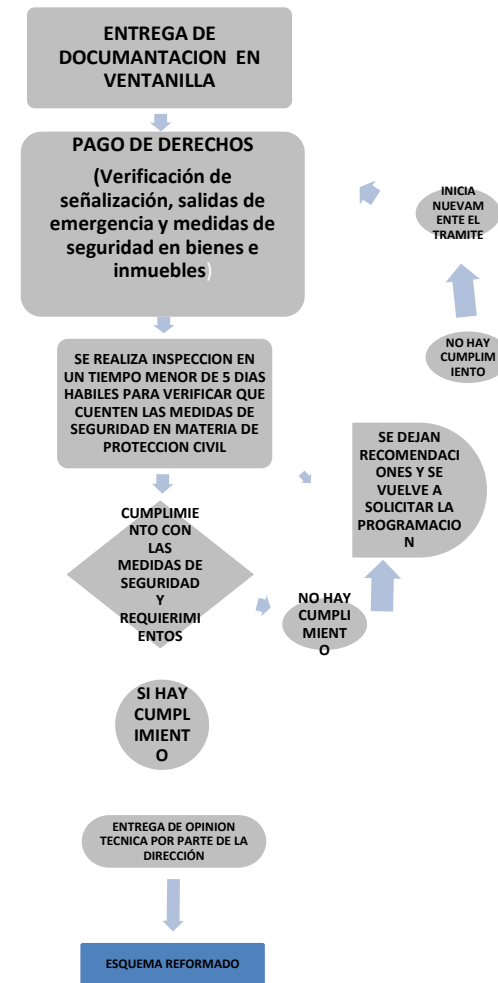 ENTREGA DE
DOCUMANTACION EN
VENTANILLA
PAGO DE DERECHOS
(Verificación de
señalización, salidas de
emergencia y medidas de
seguridad en bienes e
inmuebles)
INICIA
NUEVAM
ENTE EL
TRAMITE
NO HAY
CUMPLIM
IENTO
SE REALIZA INSPECCION EN
UN TIEMPO MENOR DE 5 DIAS
HABILES PARA VERIFICAR QUE
CUENTEN LAS MEDIDAS DE
SEGURIDAD EN MATERIA DE
PROTECCION CIVIL
SE DEJAN
RECOMENDACI
ONES Y SE
VUELVE A
SOLICITAR LA
PROGRAMACIO
N
CUMPLIMIE
NTO CON
LAS
MEDIDAS DE
SEGURIDAD
Y
REQUIERIMI
ENTOS
NO HAY
CUMPLI
MIENT
O
SI HAY
CUMPL
IMIENT
O
ENTREGA DE OPINION
TECNICA POR PARTE DE LA
DIRECCIÓN
ESQUEMA REFORMADO